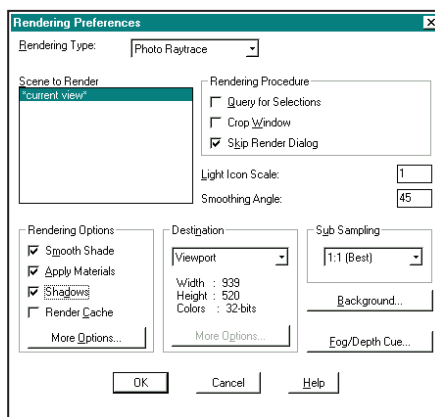 Rendering Preferences
Rendering Type: Photo Raytrace
Scene to Render
*current view*
Rendering Procedure
Query for Selections
Crop Window
Skip Render Dialog
Light Icon Scale: 1
Smoothing Angle: 45
Rendering Options
Smooth Shade
Apply Materials
Shadows
Render Cache
More Options...
Destination
Viewport
Width : 939
Height : 520
Colors : 32-bits
More Options...
Sub Sampling
1:1 (Best)
Background...
Fog/Depth Cue...
OK Cancel Help